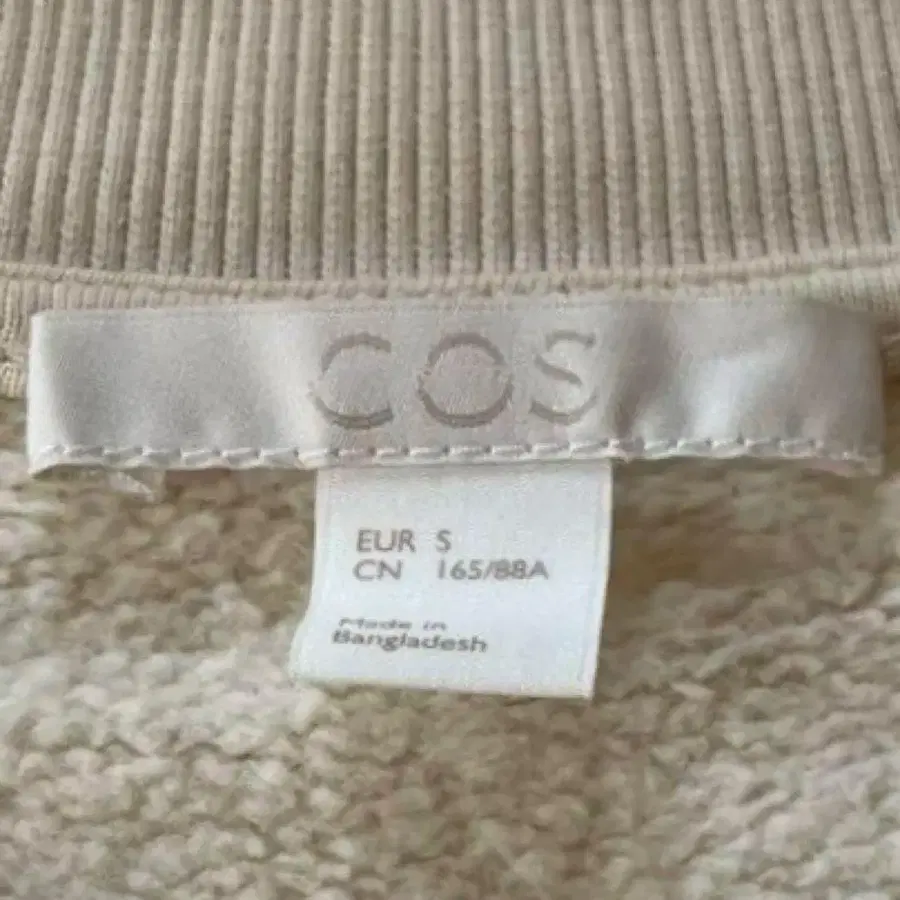 COS
EUR S
CN 165/88A
Made in
Bangladesh